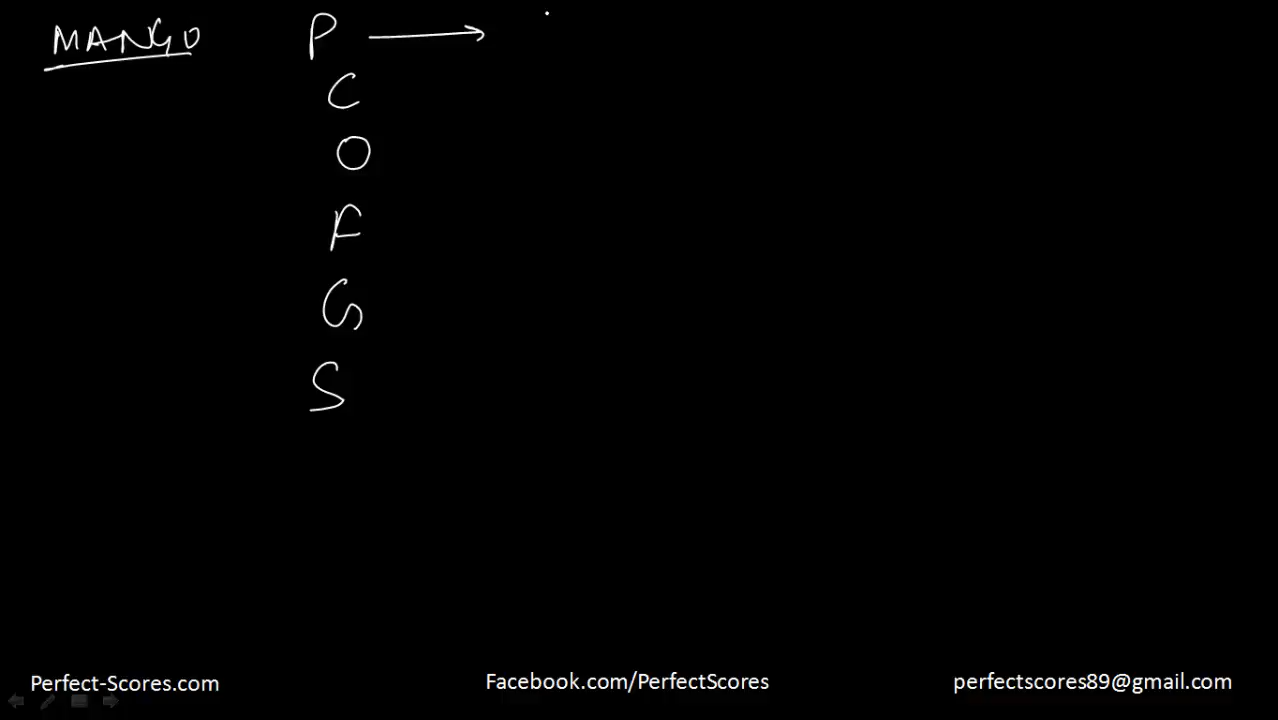 MANGO P →
C
O
F
G
S
Perfect-Scores.com Facebook.com/PerfectScores perfectscores89@gmail.com